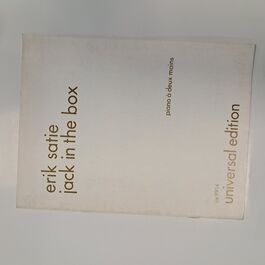 erik satie
jack in the box
piano à deux mains
universal edition